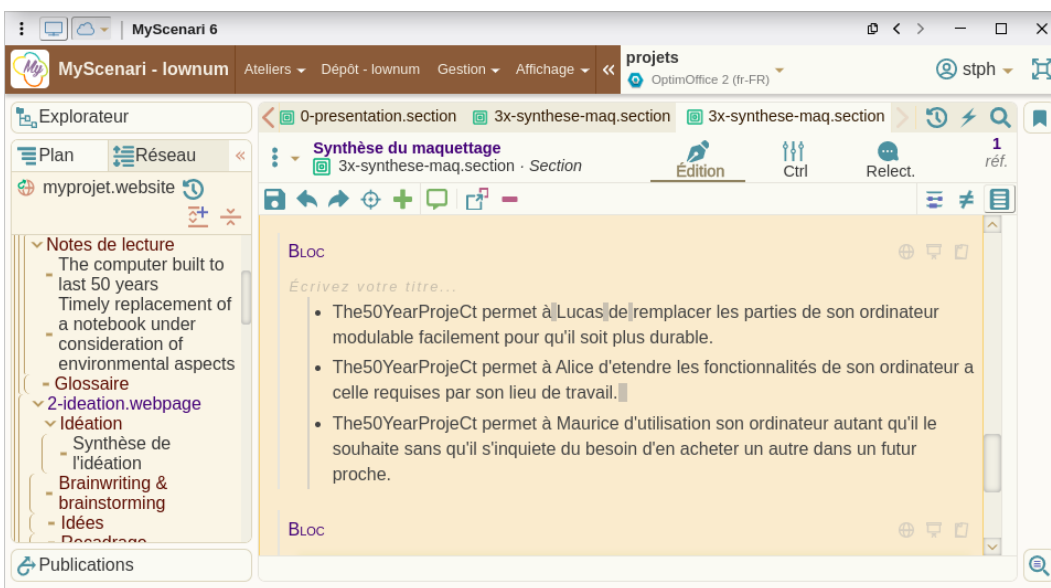 MyScenari 6
My MyScenari - lownum Ateliers Dépôt - lownum Gestion Affichage «
projets
OptimOffice 2 (fr-FR)
stph
Explorateur
Plan Réseau «
myprojet.website
Notes de lecture
The computer built to
last 50 years
Timely replacement of
a notebook under
consideration of
environmental aspects
Glossaire
2-ideation.webpage
Idéation
Synthèse de
l'idéation
Brainwriting &
brainstorming
Idées
Recadrage
Publications
0-presentation.section 3x-synthese-maq.section 3x-synthese-maq.section
Synthèse du maquettage
3x-synthese-maq.section · Section
Édition Ctrl Relect.
1
réf.
Bloc
Écrivez votre titre...
• The50YearProjeCt permet à Lucas de remplacer les parties de son ordinateur
modulable facilement pour qu'il soit plus durable.
• The50YearProjeCt permet à Alice d'etendre les fonctionnalités de son ordinateur a
celle requises par son lieu de travail.
• The50YearProjeCt permet à Maurice d'utilisation son ordinateur autant qu'il le
souhaite sans qu'il s'inquiete du besoin d'en acheter un autre dans un futur
proche.
Bloc